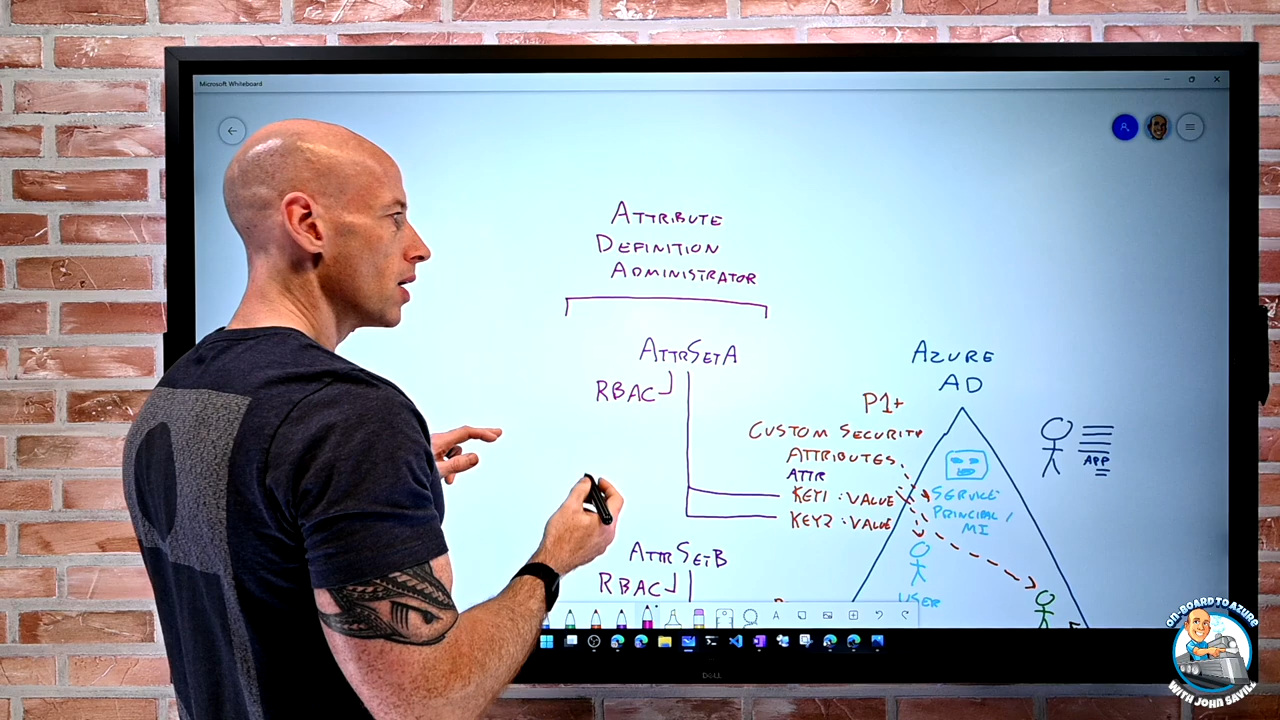 Microsoft Whiteboard
ATTRIBUTE
DEFINITION
ADMINISTRATOR
ATTRSETA
RBAC
AZURE
AD
P1+
CUSTOM SECURITY
ATTRIBUTES
ATTR
KEY1 : VALUE
KEY2 : VALUE
APP
SERVICE
PRINCIPAL /
MI
ATTRSETB
RBAC
USER
A
DELL
ON-BOARD TO AZURE
WITH JOHN SAVILL